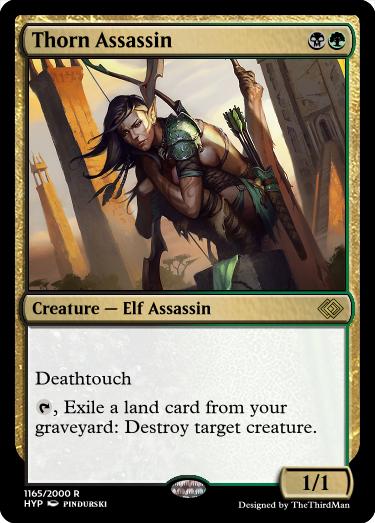 Thorn Assassin
Creature — Elf Assassin
Deathtouch
, Exile a land card from your
graveyard: Destroy target creature.
1/1
1165/2000 R
HYP PINDURSKI
Designed by TheThirdMan